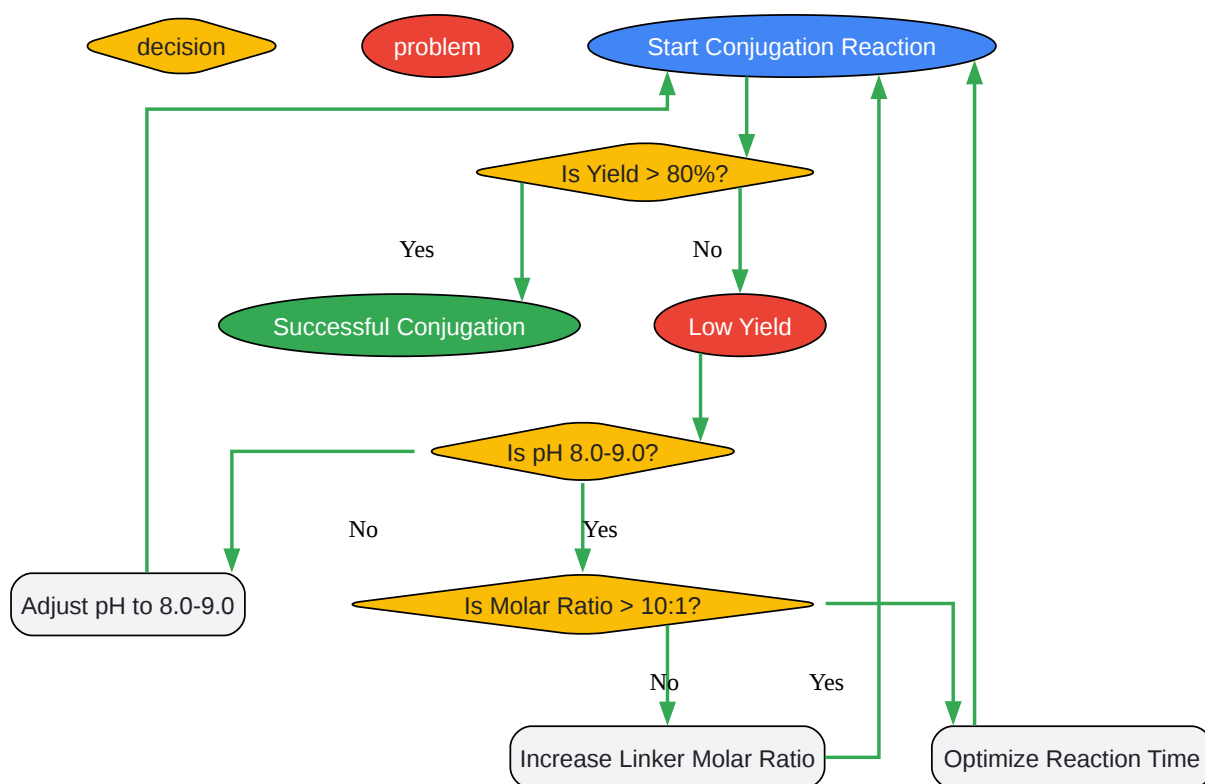 decision
problem
Start Conjugation Reaction
Is Yield > 80%?
Yes
No
Successful Conjugation
Low Yield
Is pH 8.0-9.0?
No
Yes
Adjust pH to 8.0-9.0
Is Molar Ratio > 10:1?
No
Yes
Increase Linker Molar Ratio
Optimize Reaction Time